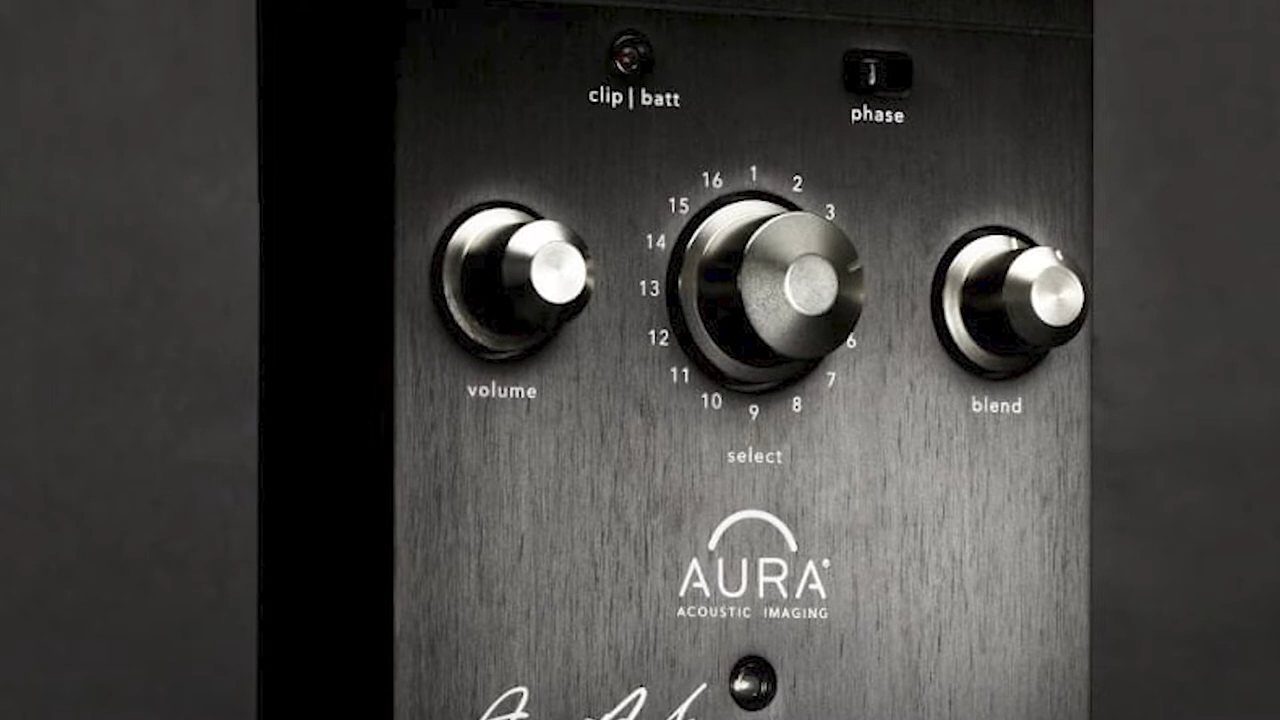 clip | batt
phase
16 1 2
15 3
14
13
12 6
11 7
10 9 8
volume
blend
select
AURA®
ACOUSTIC IMAGING